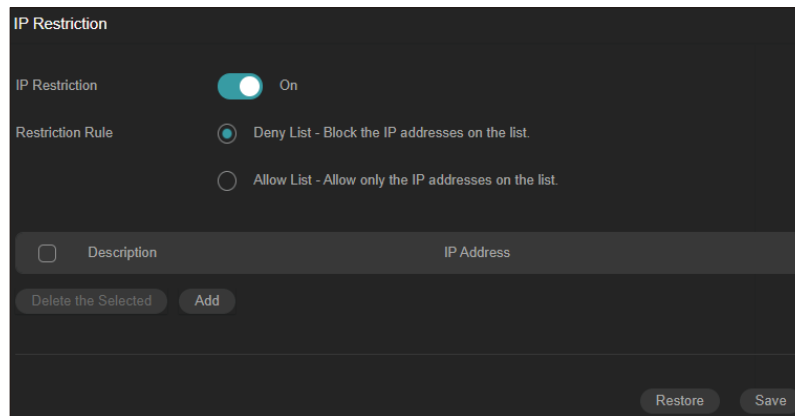 IP Restriction
IP Restriction On
Restriction Rule Deny List - Block the IP addresses on the list.
Allow List - Allow only the IP addresses on the list.
Description IP Address
Delete the Selected Add
Restore Save